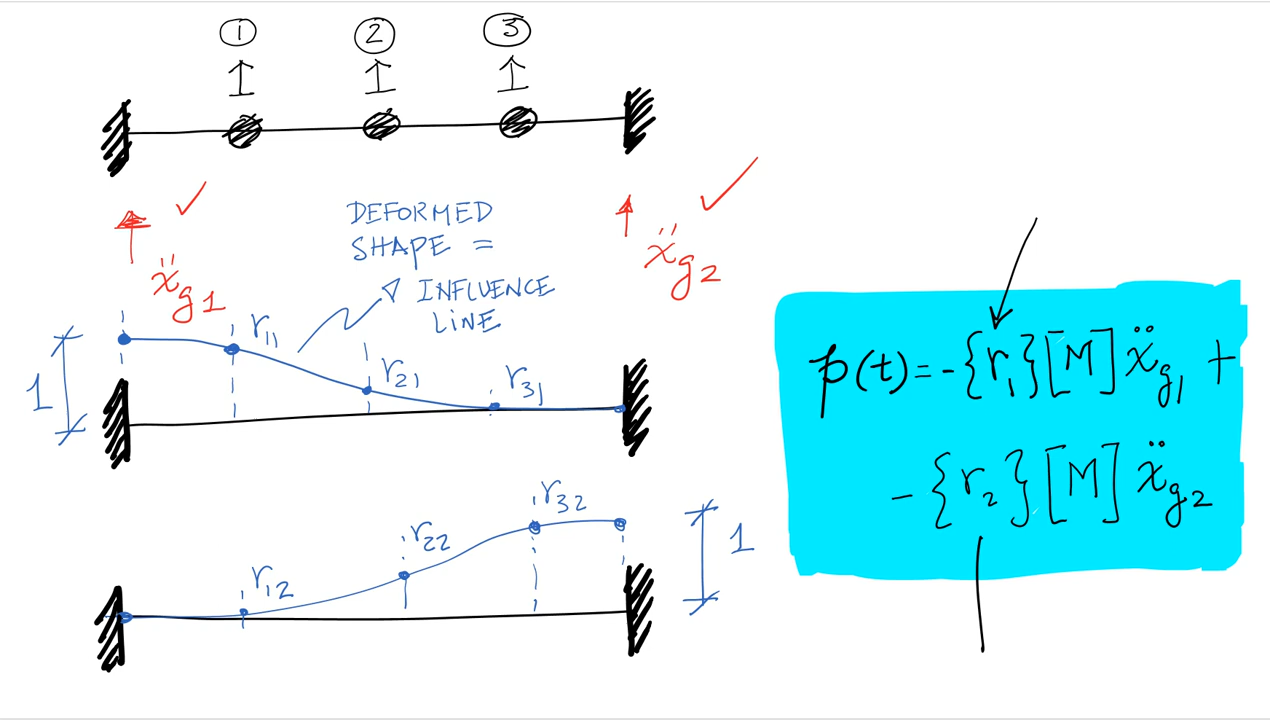 ① ② ③
ẍg1
ẍg2
DEFORMED
SHAPE =
INFLUENCE
LINE
1
r11
r21
r31
r12
r22
r32
1
p(t) = -{r1}[M]ẍg1 +
-{r2}[M]ẍg2